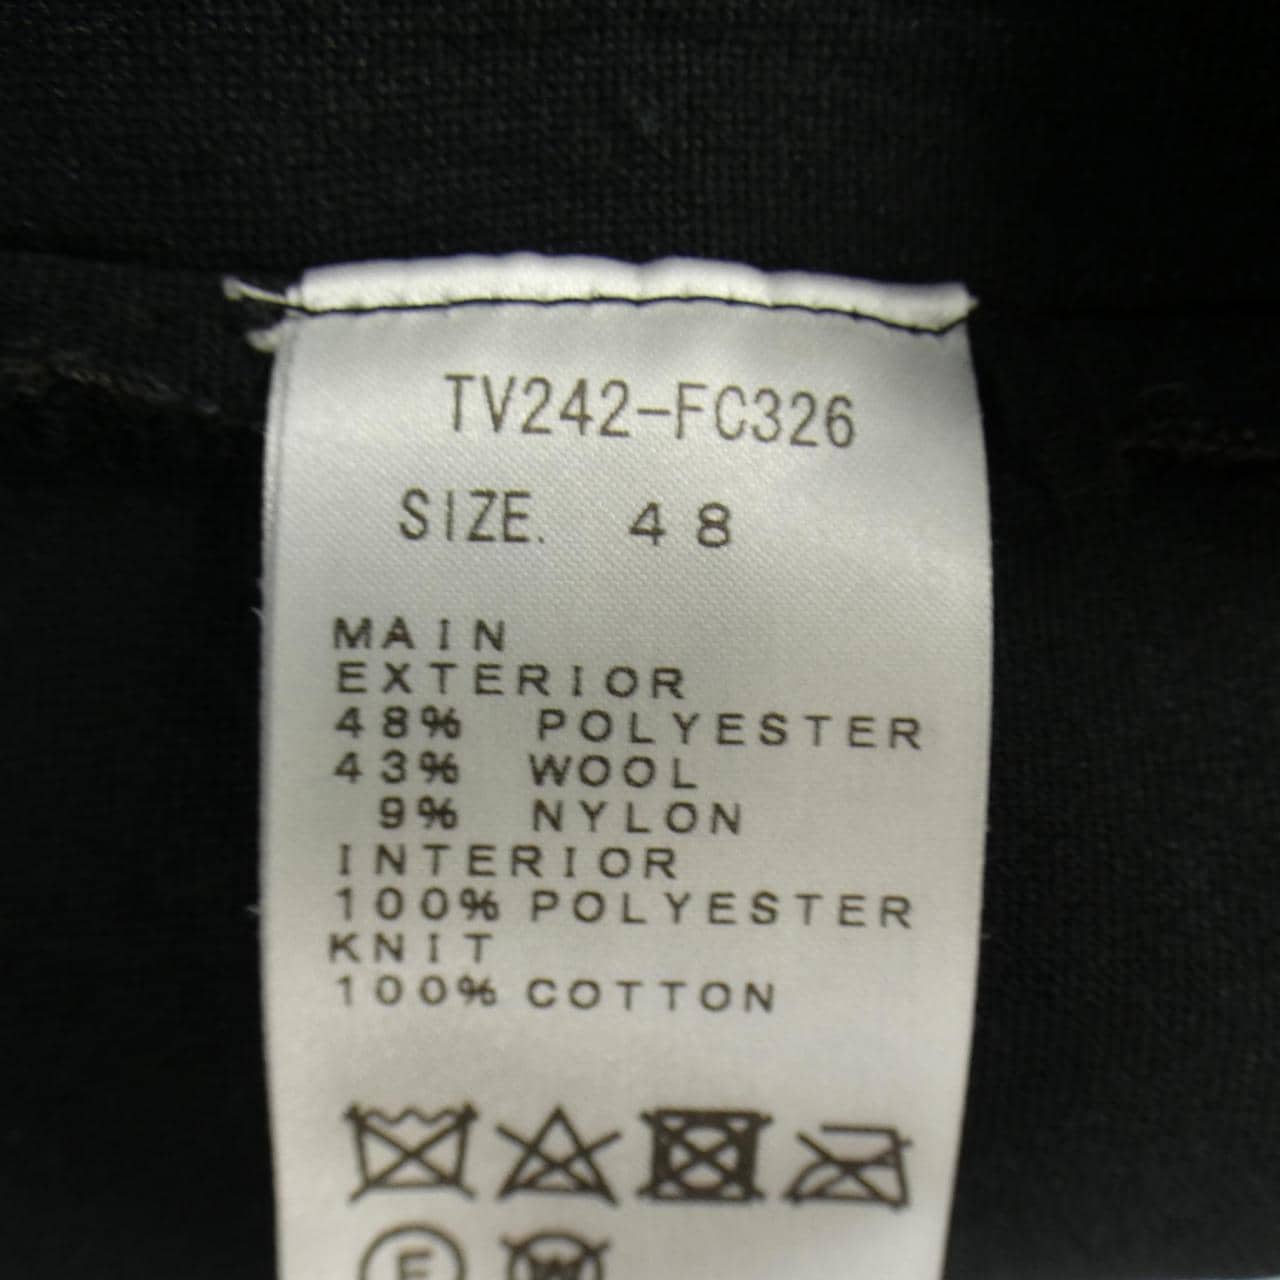 TV242-FC326
SIZE. 48
MAIN
EXTERIOR
48% POLYESTER
43% WOOL
9% NYLON
INTERIOR
100% POLYESTER
KNIT
100% COTTON
F W